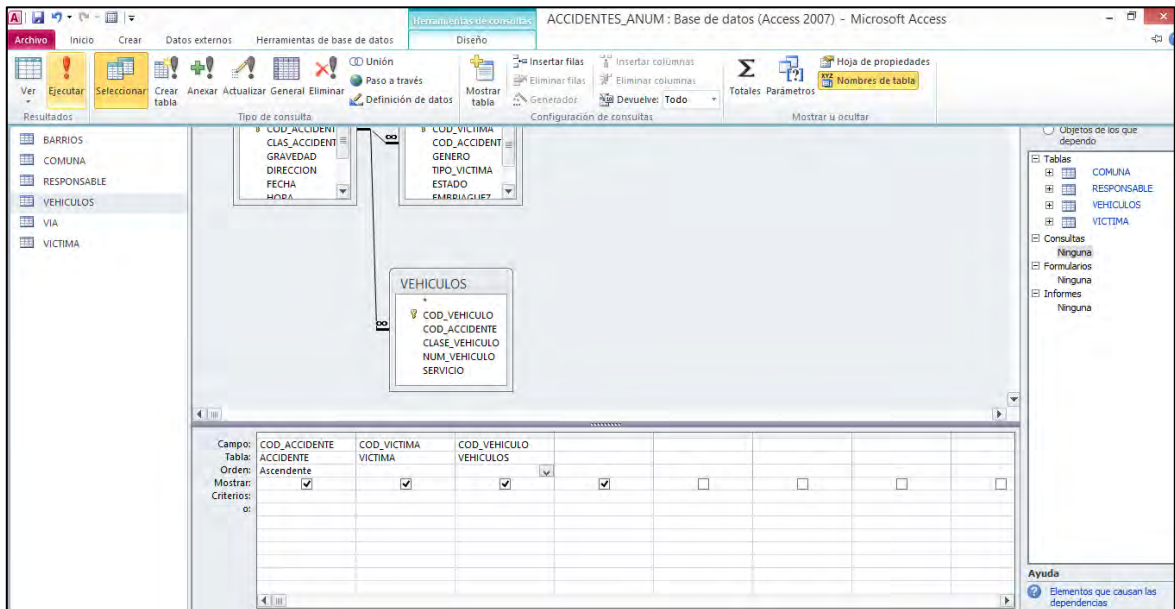 Herramientas de consultas ACCIDENTES_ANUM : Base de datos (Access 2007) - Microsoft Access
Archivo Inicio Crear Datos externos Herramientas de base de datos Diseño
Ver
Ejecutar
Seleccionar
Crear tabla
Anexar
Actualizar
General
Eliminar
Unión
Paso a través
Definición de datos
Mostrar tabla
Insertar filas
Eliminar filas
Generador
Insertar columnas
Eliminar columnas
Devuelve: Todo
Totales
Parámetros
Hoja de propiedades
Nombres de tabla
Resultados Tipo de consulta Configuración de consultas Mostrar u ocultar
BARRIOS
COMUNA
RESPONSABLE
VEHICULOS
VIA
VICTIMA
COD_ACCIDENT
CLAS_ACCIDENT
GRAVEDAD
DIRECCION
FECHA
HORA
COD_VICTIMA
COD_ACCIDENT
GENERO
TIPO_VICTIMA
ESTADO
EMBRIAGUEZ
VEHICULOS
*
COD_VEHICULO
COD_ACCIDENTE
CLASE_VEHICULO
NUM_VEHICULO
SERVICIO
Objetos de los que
dependo
Tablas
COMUNA
RESPONSABLE
VEHICULOS
VICTIMA
Consultas
Ninguna
Formularios
Ninguna
Informes
Ninguna
Campo: COD_ACCIDENTE COD_VICTIMA COD_VEHICULO
Tabla: ACCIDENTE VICTIMA VEHICULOS
Orden: Ascendente
Mostrar:
Criterios:
o:
Ayuda
Elementos que causan las
dependencias